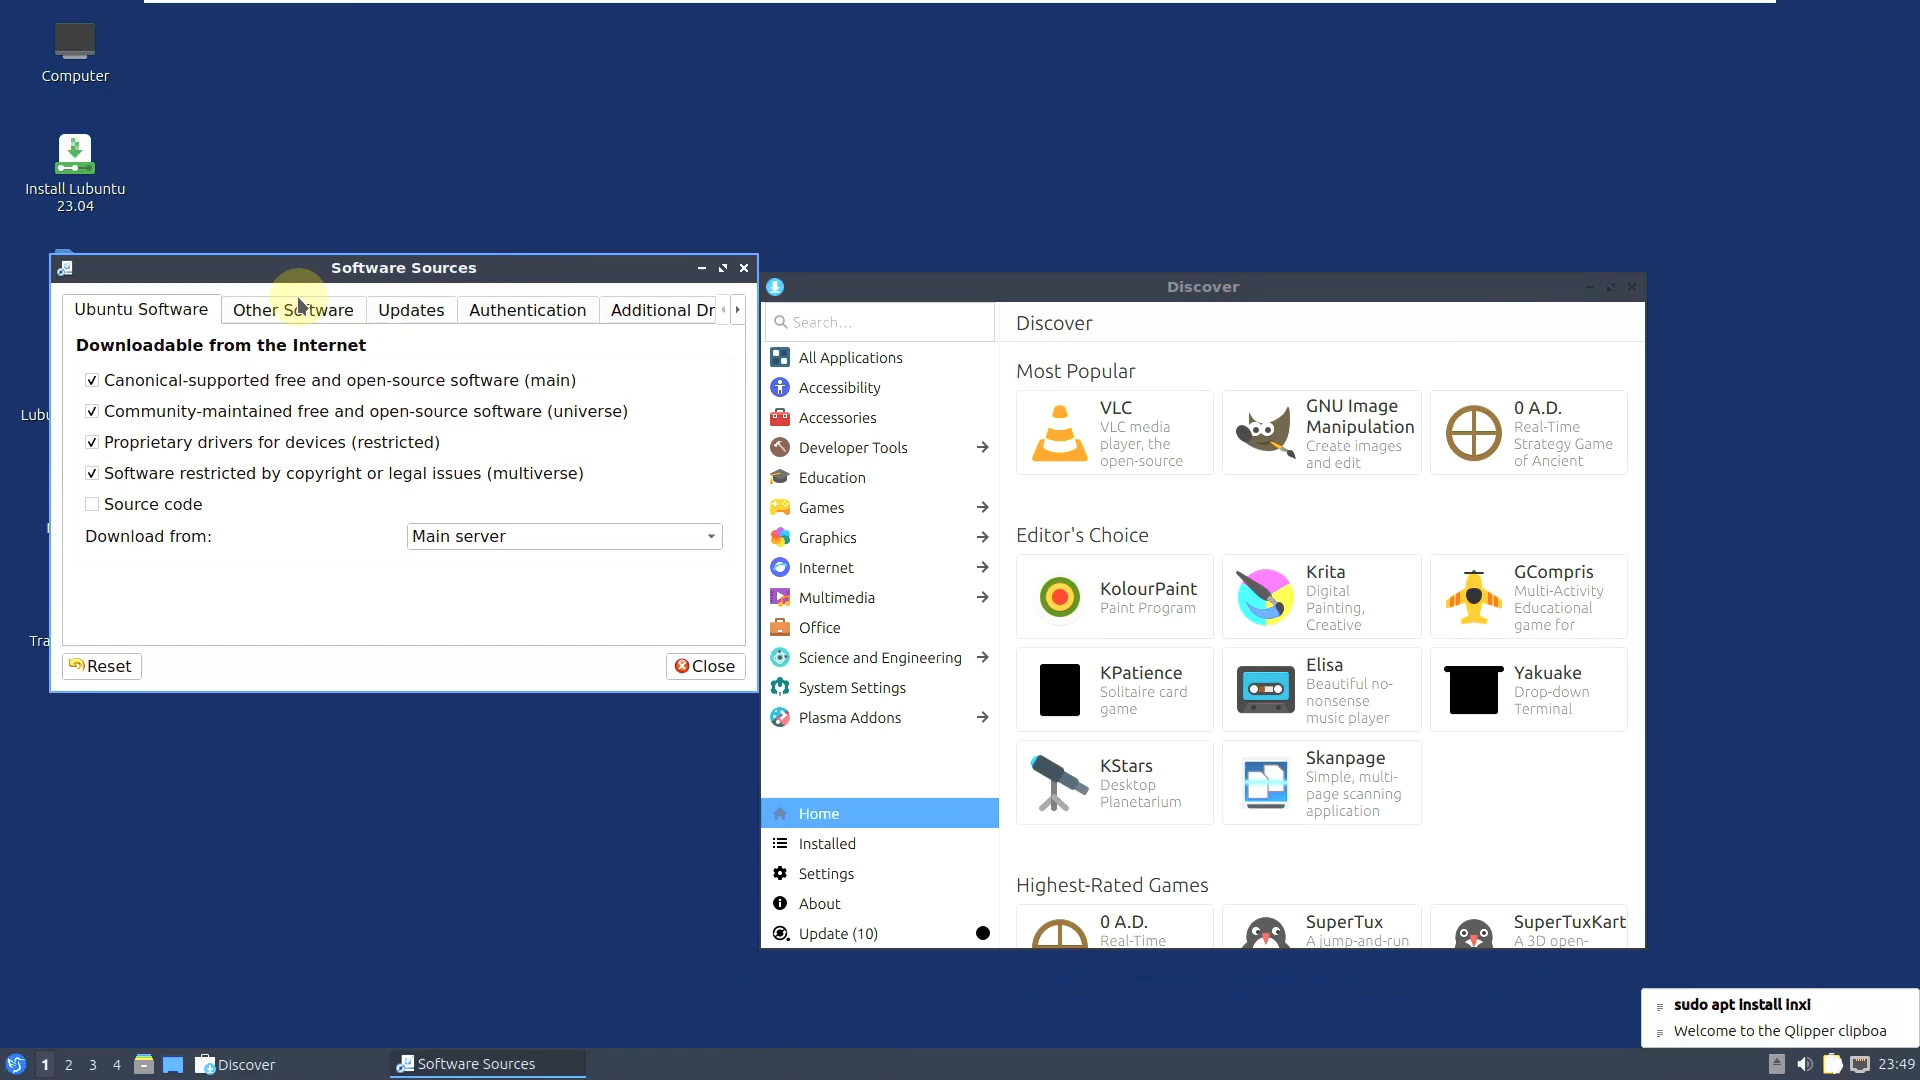 Computer
Install Lubuntu
23.04
Software Sources
Ubuntu Software
Other Software
Updates
Authentication
Additional Dr
Downloadable from the Internet
Canonical-supported free and open-source software (main)
Community-maintained free and open-source software (universe)
Proprietary drivers for devices (restricted)
Software restricted by copyright or legal issues (multiverse)
Source code
Download from:
Main server
Reset
Close
Lubu
Tra
Discover
Search...
All Applications
Accessibility
Accessories
Developer Tools
Education
Games
Graphics
Internet
Multimedia
Office
Science and Engineering
System Settings
Plasma Addons
Home
Installed
Settings
About
Update (10)
Discover
Most Popular
VLC
VLC media
player, the
open-source
GNU Image
Manipulation
Create images
and edit
0 A.D.
Real-Time
Strategy Game
of Ancient
Editor's Choice
KolourPaint
Paint Program
Krita
Digital
Painting,
Creative
GCompris
Multi-Activity
Educational
game for
KPatience
Solitaire card
game
Elisa
Beautiful no-
nonsense
music player
Yakuake
Drop-down
Terminal
KStars
Desktop
Planetarium
Skanpage
Simple, multi-
page scanning
application
Highest-Rated Games
0 A.D.
Real-Time
SuperTux
A jump-and-run
SuperTuxKart
A 3D open-
sudo apt install inxi
Welcome to the Qlipper clipboa
1
2
3
4
Discover
Software Sources
23:49